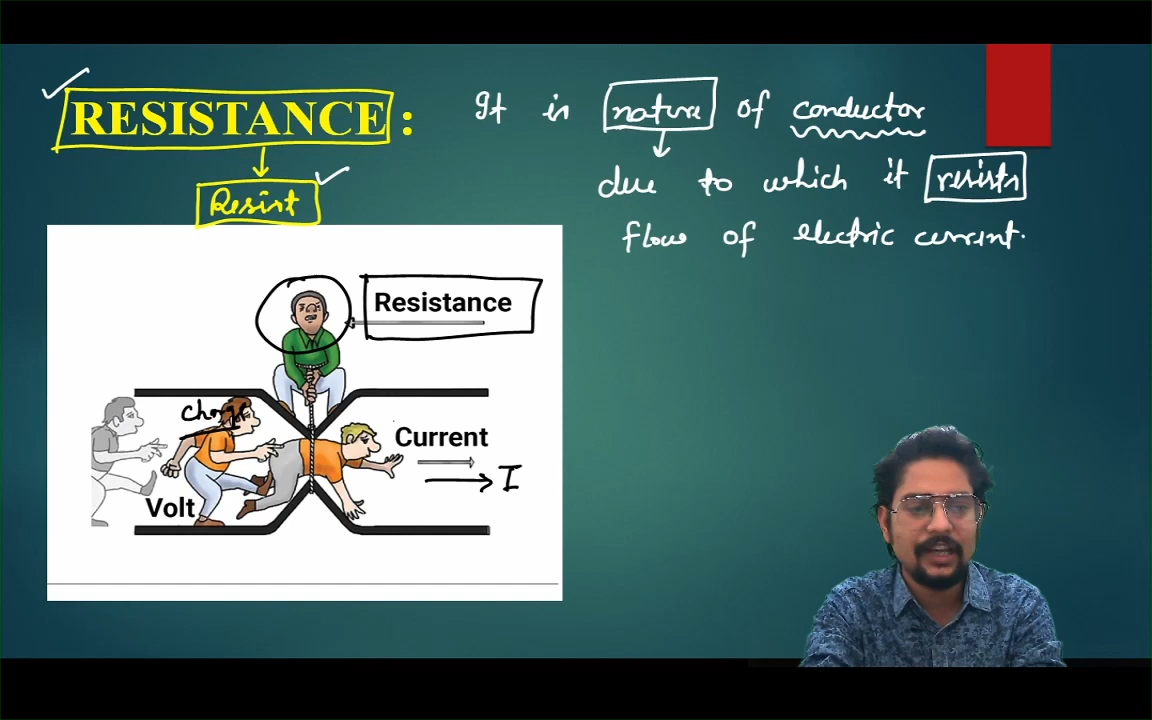 RESISTANCE :
It is nature of conductor
due to which it resists
flow of electric current.
Resist
Resistance
charge
Current
I
Volt